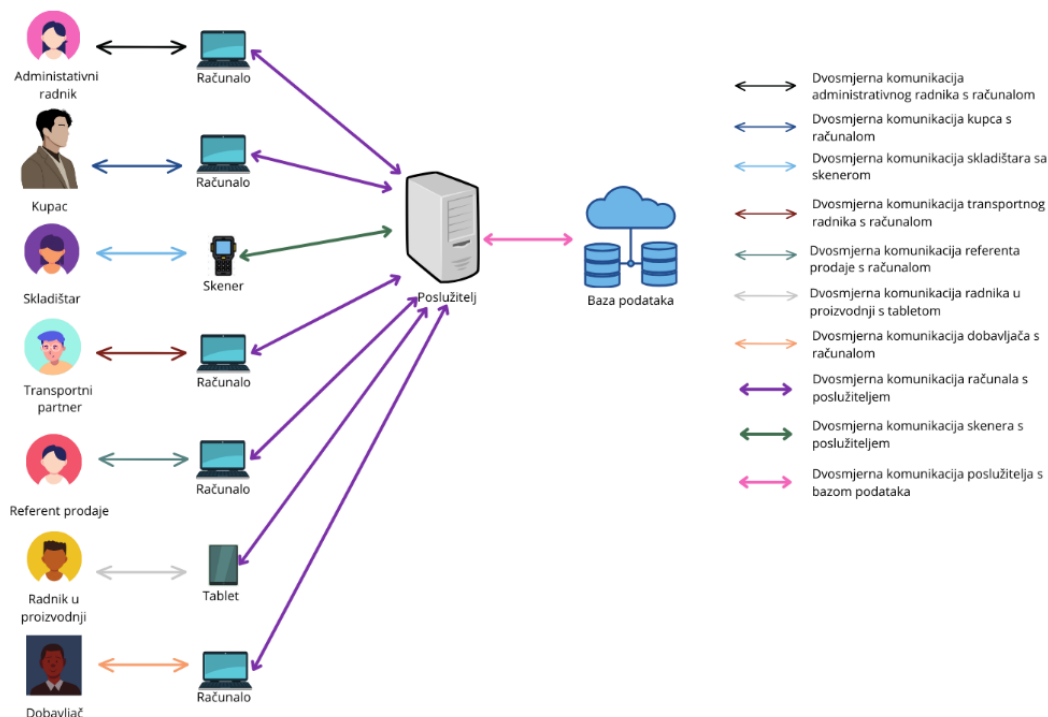 Administativni
radnik
Računalo
Kupac
Računalo
Skladištar
Skener
Transportni
partner
Računalo
Referent prodaje
Računalo
Radnik u
proizvodnji
Tablet
Dobavljač
Računalo
Poslužitelj
Baza podataka
Dvosmjerna komunikacija
administrativnog radnika s računalom
Dvosmjerna komunikacija kupca s
računalom
Dvosmjerna komunikacija skladištara sa
skenerom
Dvosmjerna komunikacija transportnog
radnika s računalom
Dvosmjerna komunikacija referenta
prodaje s računalom
Dvosmjerna komunikacija radnika u
proizvodnji s tabletom
Dvosmjerna komunikacija dobavljača s
računalom
Dvosmjerna komunikacija računala s
poslužiteljem
Dvosmjerna komunikacija skenera s
poslužiteljem
Dvosmjerna komunikacija poslužitelja s
bazom podataka